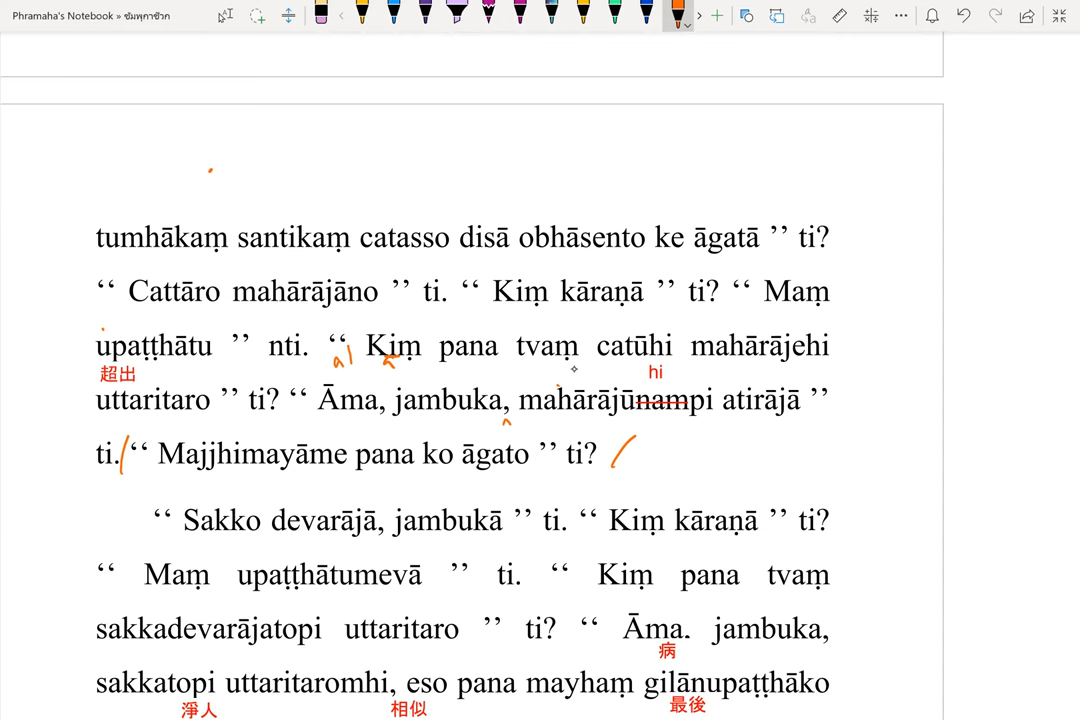 Phramaha's Notebook » ชัมพุกาชีวก
tumhākaṃ santikaṃ catasso disā obhāsento ke āgatā ’’ ti?
‘‘ Cattāro mahārājāno ’’ ti. ‘‘ Kiṃ kāraṇā ’’ ti? ‘‘ Maṃ
upaṭṭhātu ’’ nti. ‘‘ Kiṃ pana tvaṃ catūhi mahārājehi
超出 hi
uttaritaro ’’ ti? ‘‘ Āma, jambuka, mahārājūnampi atirājā ’’
ti. ‘‘ Majjhimayāme pana ko āgato ’’ ti?
‘‘ Sakko devarājā, jambukā ’’ ti. ‘‘ Kiṃ kāraṇā ’’ ti?
‘‘ Maṃ upaṭṭhātumevā ’’ ti. ‘‘ Kiṃ pana tvaṃ
sakkadevarājatopi uttaritaro ’’ ti? ‘‘ Āma, jambuka,
病
sakkatopi uttaritaromhi, eso pana mayhaṃ gilānupaṭṭhāko
淨人 相似 最後